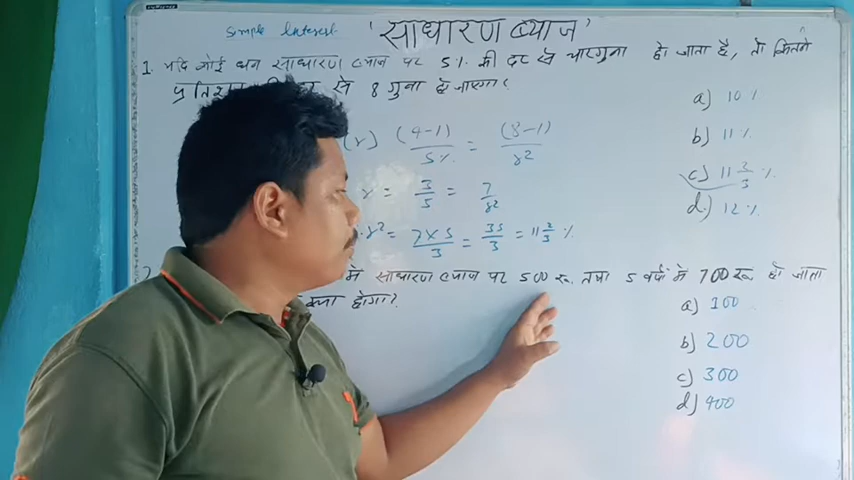 Simple Interest 'साधारण ब्याज'
1. यदि कोई धन साधारण ब्याज पर 5% की दर से चारगुना हो जाता है, तो कितने
से 8 गुना हो जाएगा?
(4-1)/5% = (8-1)/r2
r = 3/5 = 7/r2
r2 = 7×5/3 = 35/3 = 11 2/3 %
a) 10%
b) 11%
c) 11 2/3 %
d) 12%
में साधारण ब्याज पर 500 रू. तथा 5 वर्ष में 700 रू हो जाता
क्या होगा?
a) 100
b) 200
c) 300
d) 400